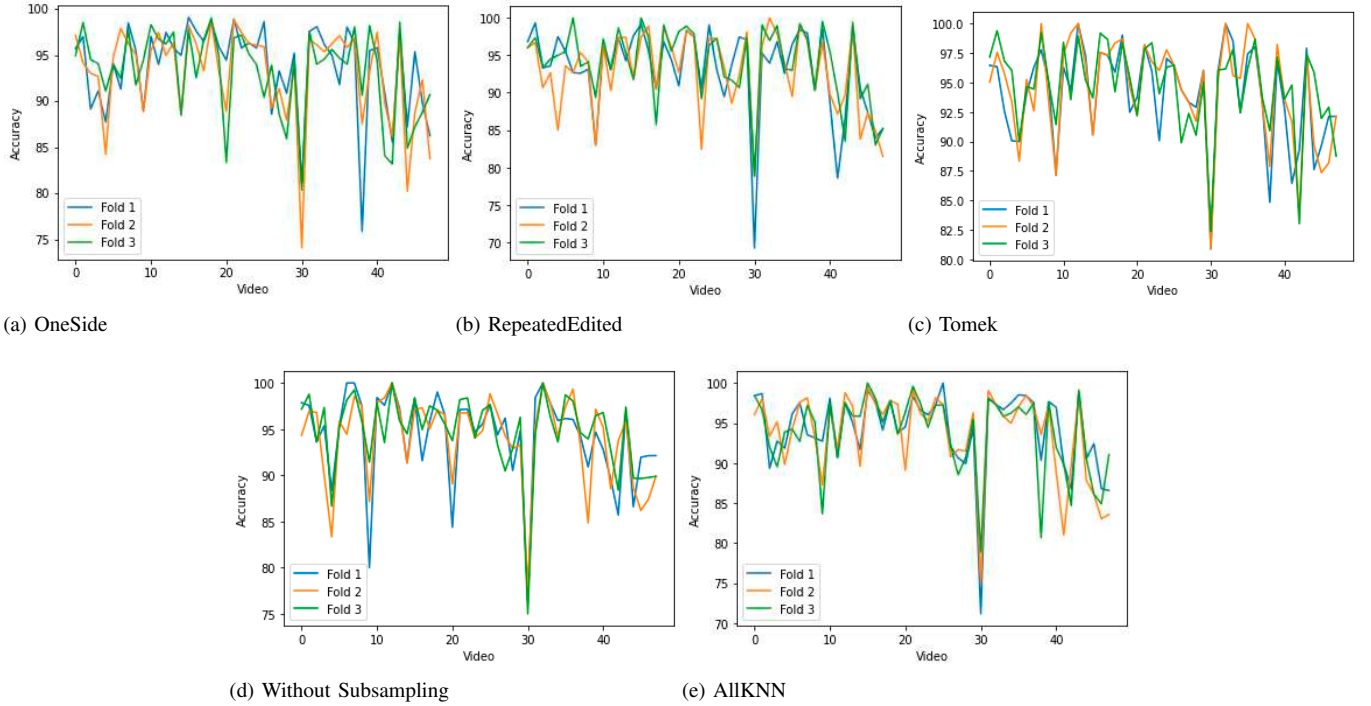 100
95
90
85
80
75
Accuracy
Fold 1
Fold 2
Fold 3
0
10
20
30
40
Video
(a) OneSide
100
95
90
85
80
75
70
Accuracy
Fold 1
Fold 2
Fold 3
0
10
20
30
40
Video
(b) RepeatedEdited
100.0
97.5
95.0
92.5
90.0
87.5
85.0
82.5
80.0
Accuracy
Fold 1
Fold 2
Fold 3
0
10
20
30
40
Video
(c) Tomek
100
95
90
85
80
75
Accuracy
Fold 1
Fold 2
Fold 3
0
10
20
30
40
Video
(d) Without Subsampling
100
95
90
85
80
75
70
Accuracy
Fold 1
Fold 2
Fold 3
0
10
20
30
40
Video
(e) AllKNN